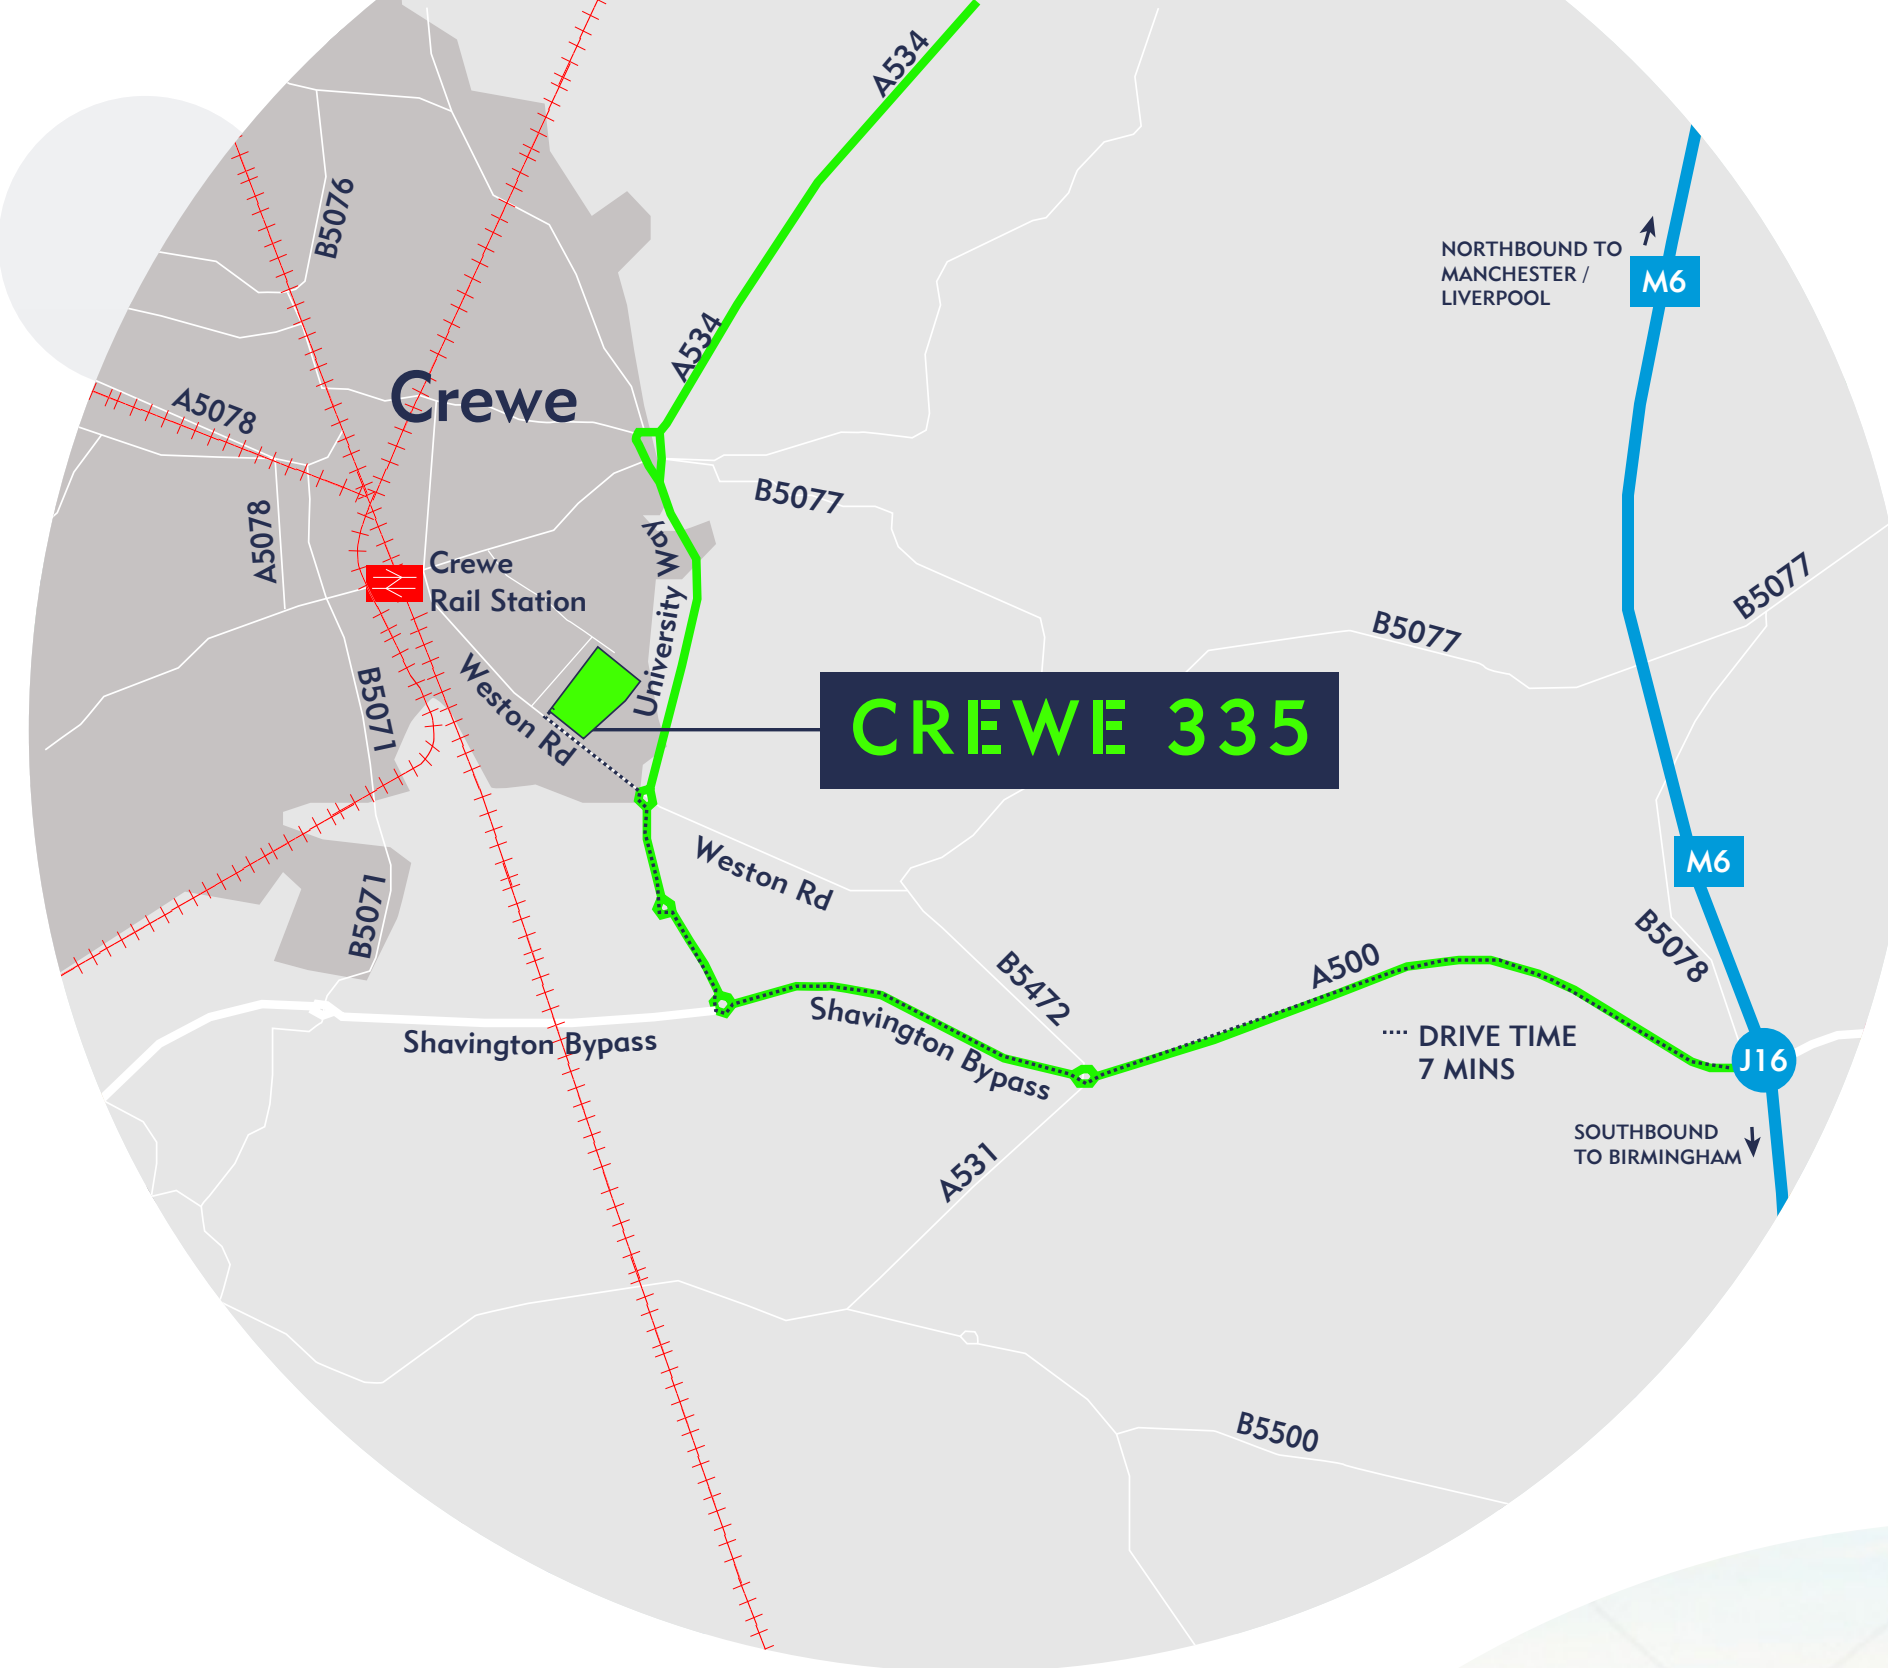 A534
B5076
NORTHBOUND TO
MANCHESTER /
LIVERPOOL
M6
A534
Crewe
A5078
B5077
A5078
University Way
Crewe
Rail Station
B5077
B5077
Weston Rd
B5071
CREWE 335
M6
Weston Rd
B5071
B5078
B5472
A500
Shavington Bypass
Shavington Bypass
DRIVE TIME
7 MINS
J16
SOUTHBOUND
TO BIRMINGHAM
A531
B5500